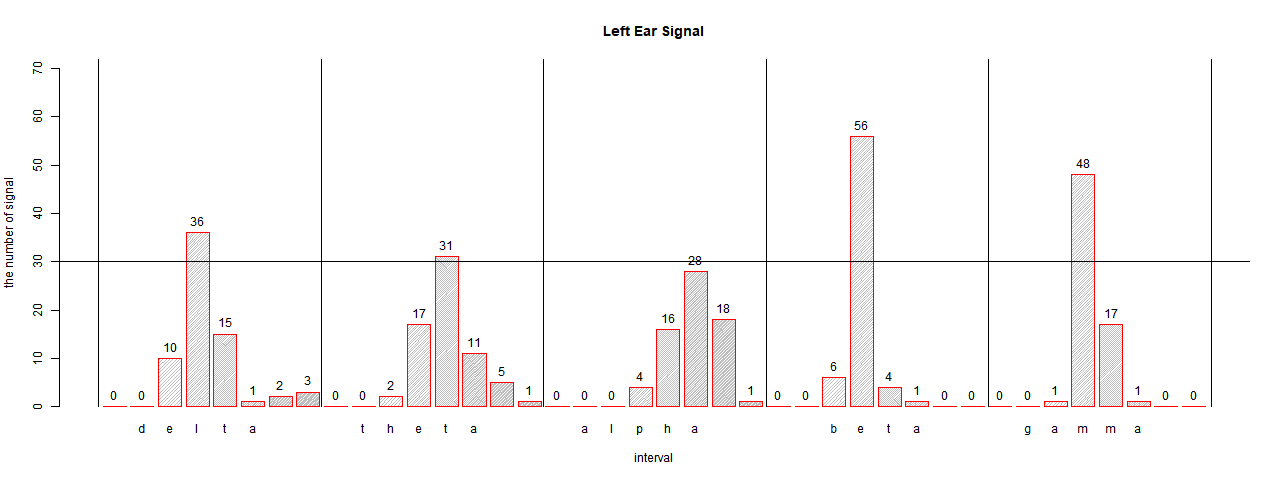 Left Ear Signal
the number of signal
70
60
50
40
30
20
10
0
0 0 10 36 15 1 2 3 0 0 2 17 31 11 5 1 0 0 0 4 16 28 18 1 0 0 6 56 4 1 0 0 0 0 1 48 17 1 0 0
d e l t a t h e t a a l p h a b e t a g a m m a
interval